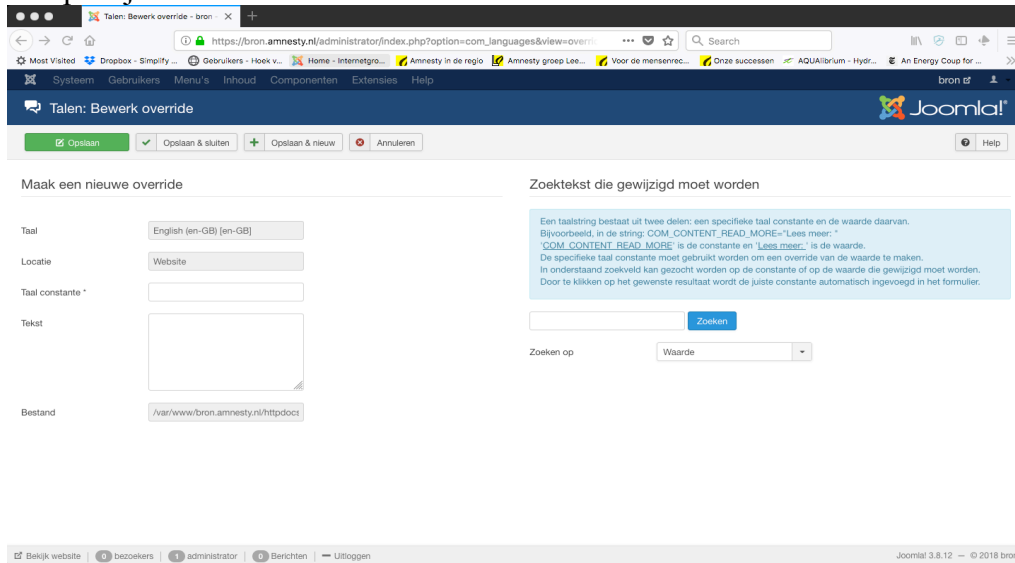 Talen: Bewerk override - bron -
https://bron.amnesty.nl/administrator/index.php?option=com_languages&view=overri
Search
Most Visited Dropbox - Simplify ... Gebruikers - Hoek v... Home - Internetgro... Amnesty in de regio Amnesty groep Lee... Voor de mensenrec... Onze successen AQUAlibrium - Hydr... An Energy Coup for ...
Systeem Gebruikers Menu's Inhoud Componenten Extensies Help bron
Talen: Bewerk override Joomla!®
Opslaan Opslaan & sluiten Opslaan & nieuw Annuleren Help
Maak een nieuwe override
Taal English (en-GB) [en-GB]
Locatie Website
Taal constante *
Tekst
Bestand /var/www/bron.amnesty.nl/httpdocs
Zoektekst die gewijzigd moet worden
Een taalstring bestaat uit twee delen: een specifieke taal constante en de waarde daarvan.
Bijvoorbeeld, in de string: COM_CONTENT_READ_MORE="Lees meer: "
'COM_CONTENT_READ_MORE' is de constante en 'Lees meer: ' is de waarde.
De specifieke taal constante moet gebruikt worden om een override van de waarde te maken.
In onderstaand zoekveld kan gezocht worden op de constante of op de waarde die gewijzigd moet worden.
Door te klikken op het gewenste resultaat wordt de juiste constante automatisch ingevoegd in het formulier.
Zoeken
Zoeken op Waarde
Bekijk website | 0 bezoekers | 1 administrator | 0 Berichten | Uitloggen Joomla! 3.8.12 — © 2018 bron